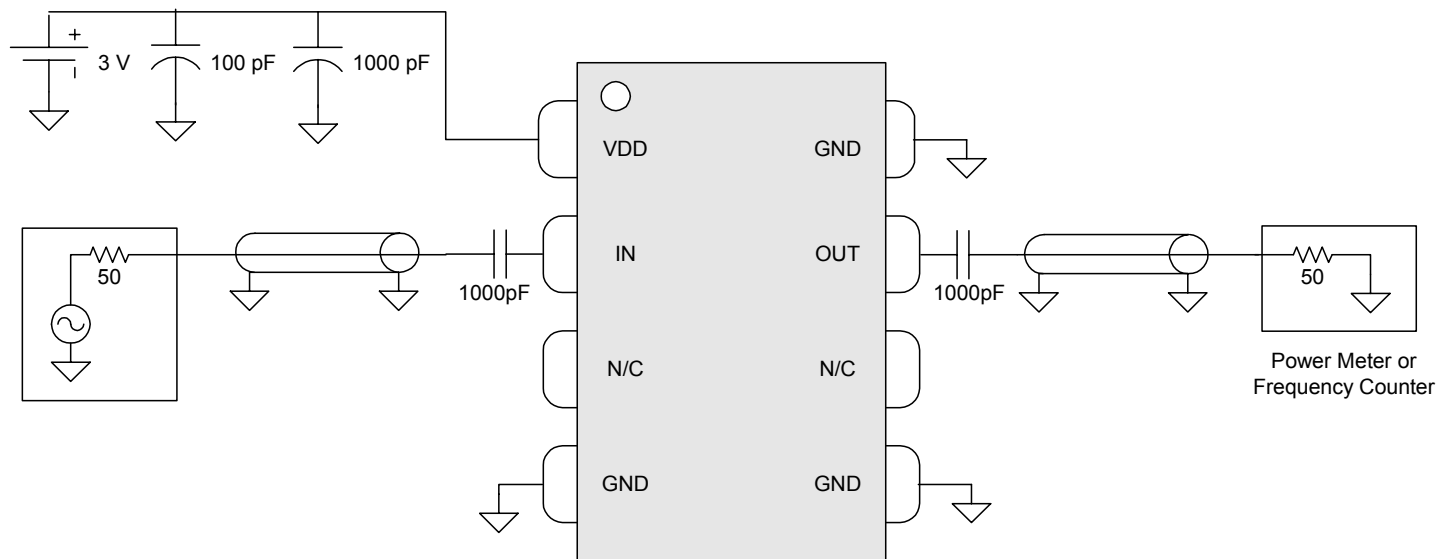 +
3 V
100 pF
1000 pF
VDD
GND
50
IN
OUT
50
1000pF
1000pF
N/C
N/C
Power Meter or
Frequency Counter
GND
GND